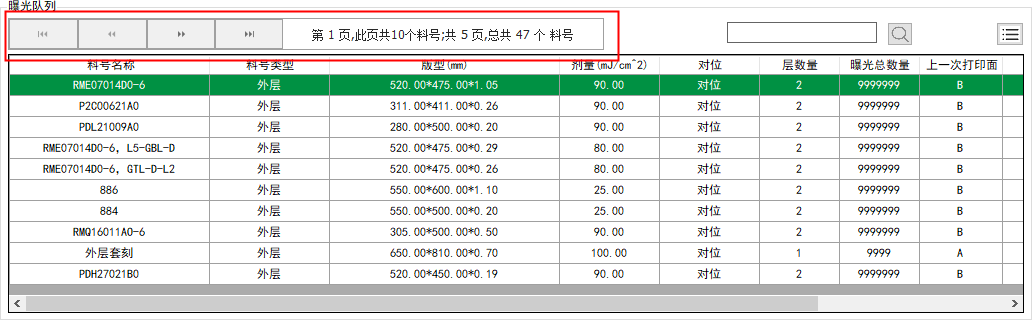 曝光队列
第 1 页,此页共10个料号;共 5 页,总共 47 个 料号
料号名称 料号类型 版型(mm) 剂量(mJ/cm^2) 对位 层数量 曝光总数量 上一次打印面
RME07014D0-6 外层 520.00*475.00*1.05 90.00 对位 2 9999999 B
P2C00621A0 外层 311.00*411.00*0.26 90.00 对位 2 9999999 B
PDL21009A0 外层 280.00*500.00*0.20 90.00 对位 2 9999999 B
RME07014D0-6, L5-GBL-D 外层 520.00*475.00*0.29 80.00 对位 2 9999999 B
RME07014D0-6, GTL-D-L2 外层 520.00*475.00*0.26 80.00 对位 2 9999999 B
886 外层 550.00*600.00*1.10 25.00 对位 2 9999999 B
884 外层 550.00*500.00*0.20 25.00 对位 2 9999999 B
RMQ16011A0-6 外层 305.00*500.00*0.50 90.00 对位 2 9999999 B
外层套刻 外层 650.00*810.00*0.70 100.00 对位 1 9999 A
PDH27021B0 外层 520.00*450.00*0.19 90.00 对位 2 9999999 B